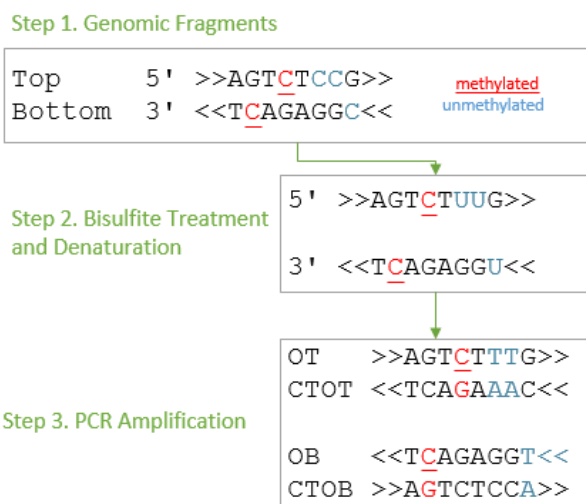 Step 1. Genomic Fragments
Top 5' >>AGTCTCCG>>
Bottom 3' <<TCAGAGGC<<
methylated
unmethylated
Step 2. Bisulfite Treatment
and Denaturation
5' >>AGTCTUUG>>
3' <<TCAGAGGU<<
Step 3. PCR Amplification
OT >>AGTCTTTG>>
CTOT <<TCAGAAAC<<
OB <<TCAGAGGT<<
CTOB >>AGTCTCCA>>